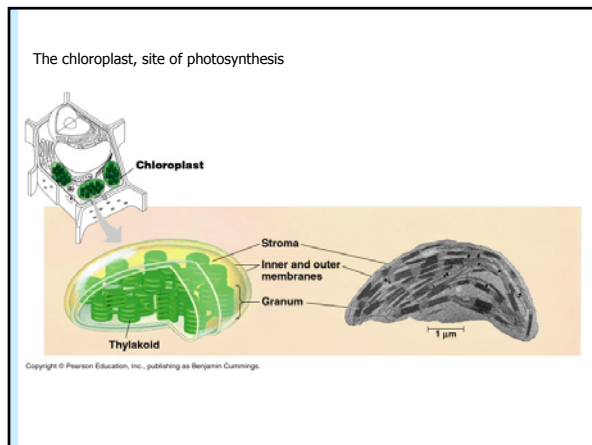 The chloroplast, site of photosynthesis
Chloroplast
Stroma
Inner and outer
membranes
Granum
Thylakoid
1 µm
Copyright © Pearson Education, Inc., publishing as Benjamin Cummings.